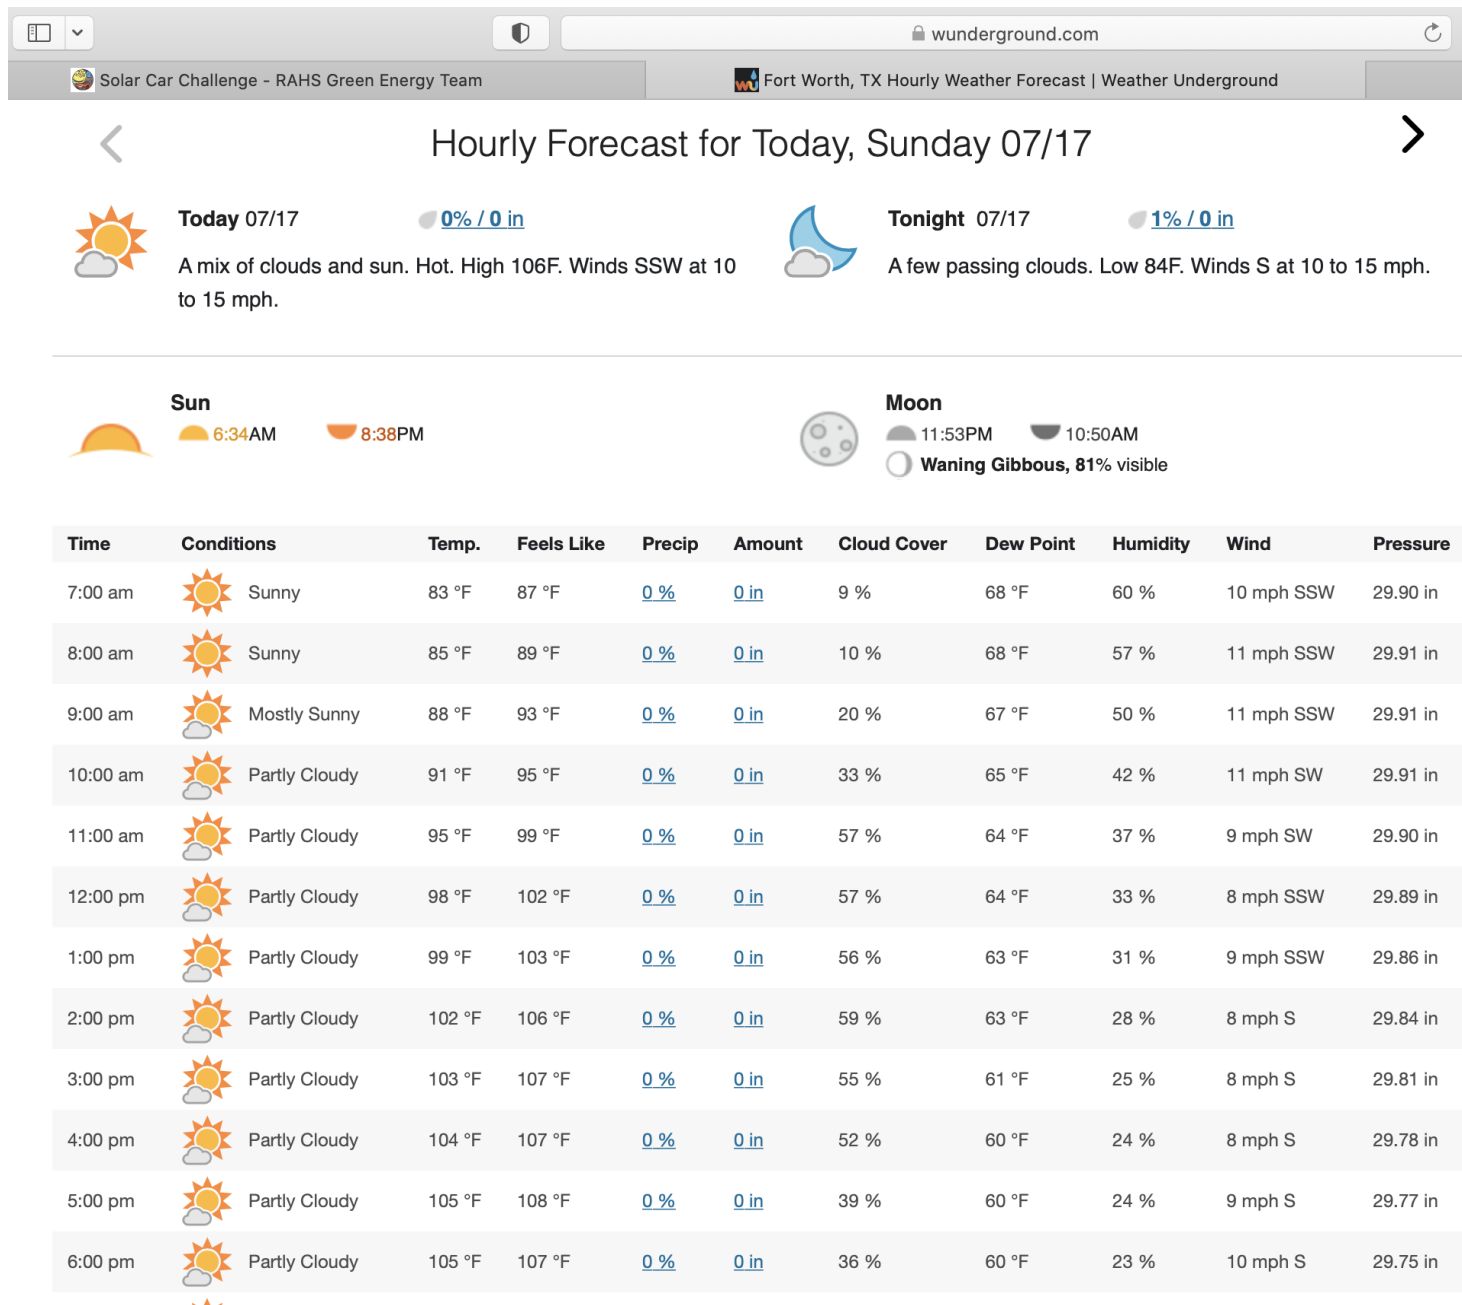 wunderground.com
Solar Car Challenge - RAHS Green Energy Team
wu Fort Worth, TX Hourly Weather Forecast | Weather Underground
Hourly Forecast for Today, Sunday 07/17
Today 07/17 0% / 0 in
A mix of clouds and sun. Hot. High 106F. Winds SSW at 10
to 15 mph.
Tonight 07/17 1% / 0 in
A few passing clouds. Low 84F. Winds S at 10 to 15 mph.
Sun
6:34AM 8:38PM
Moon
11:53PM 10:50AM
Waning Gibbous, 81% visible
Time Conditions Temp. Feels Like Precip Amount Cloud Cover Dew Point Humidity Wind Pressure
7:00 am Sunny 83 °F 87 °F 0 % 0 in 9 % 68 °F 60 % 10 mph SSW 29.90 in
8:00 am Sunny 85 °F 89 °F 0 % 0 in 10 % 68 °F 57 % 11 mph SSW 29.91 in
9:00 am Mostly Sunny 88 °F 93 °F 0 % 0 in 20 % 67 °F 50 % 11 mph SSW 29.91 in
10:00 am Partly Cloudy 91 °F 95 °F 0 % 0 in 33 % 65 °F 42 % 11 mph SW 29.91 in
11:00 am Partly Cloudy 95 °F 99 °F 0 % 0 in 57 % 64 °F 37 % 9 mph SW 29.90 in
12:00 pm Partly Cloudy 98 °F 102 °F 0 % 0 in 57 % 64 °F 33 % 8 mph SSW 29.89 in
1:00 pm Partly Cloudy 99 °F 103 °F 0 % 0 in 56 % 63 °F 31 % 9 mph SSW 29.86 in
2:00 pm Partly Cloudy 102 °F 106 °F 0 % 0 in 59 % 63 °F 28 % 8 mph S 29.84 in
3:00 pm Partly Cloudy 103 °F 107 °F 0 % 0 in 55 % 61 °F 25 % 8 mph S 29.81 in
4:00 pm Partly Cloudy 104 °F 107 °F 0 % 0 in 52 % 60 °F 24 % 8 mph S 29.78 in
5:00 pm Partly Cloudy 105 °F 108 °F 0 % 0 in 39 % 60 °F 24 % 9 mph S 29.77 in
6:00 pm Partly Cloudy 105 °F 107 °F 0 % 0 in 36 % 60 °F 23 % 10 mph S 29.75 in